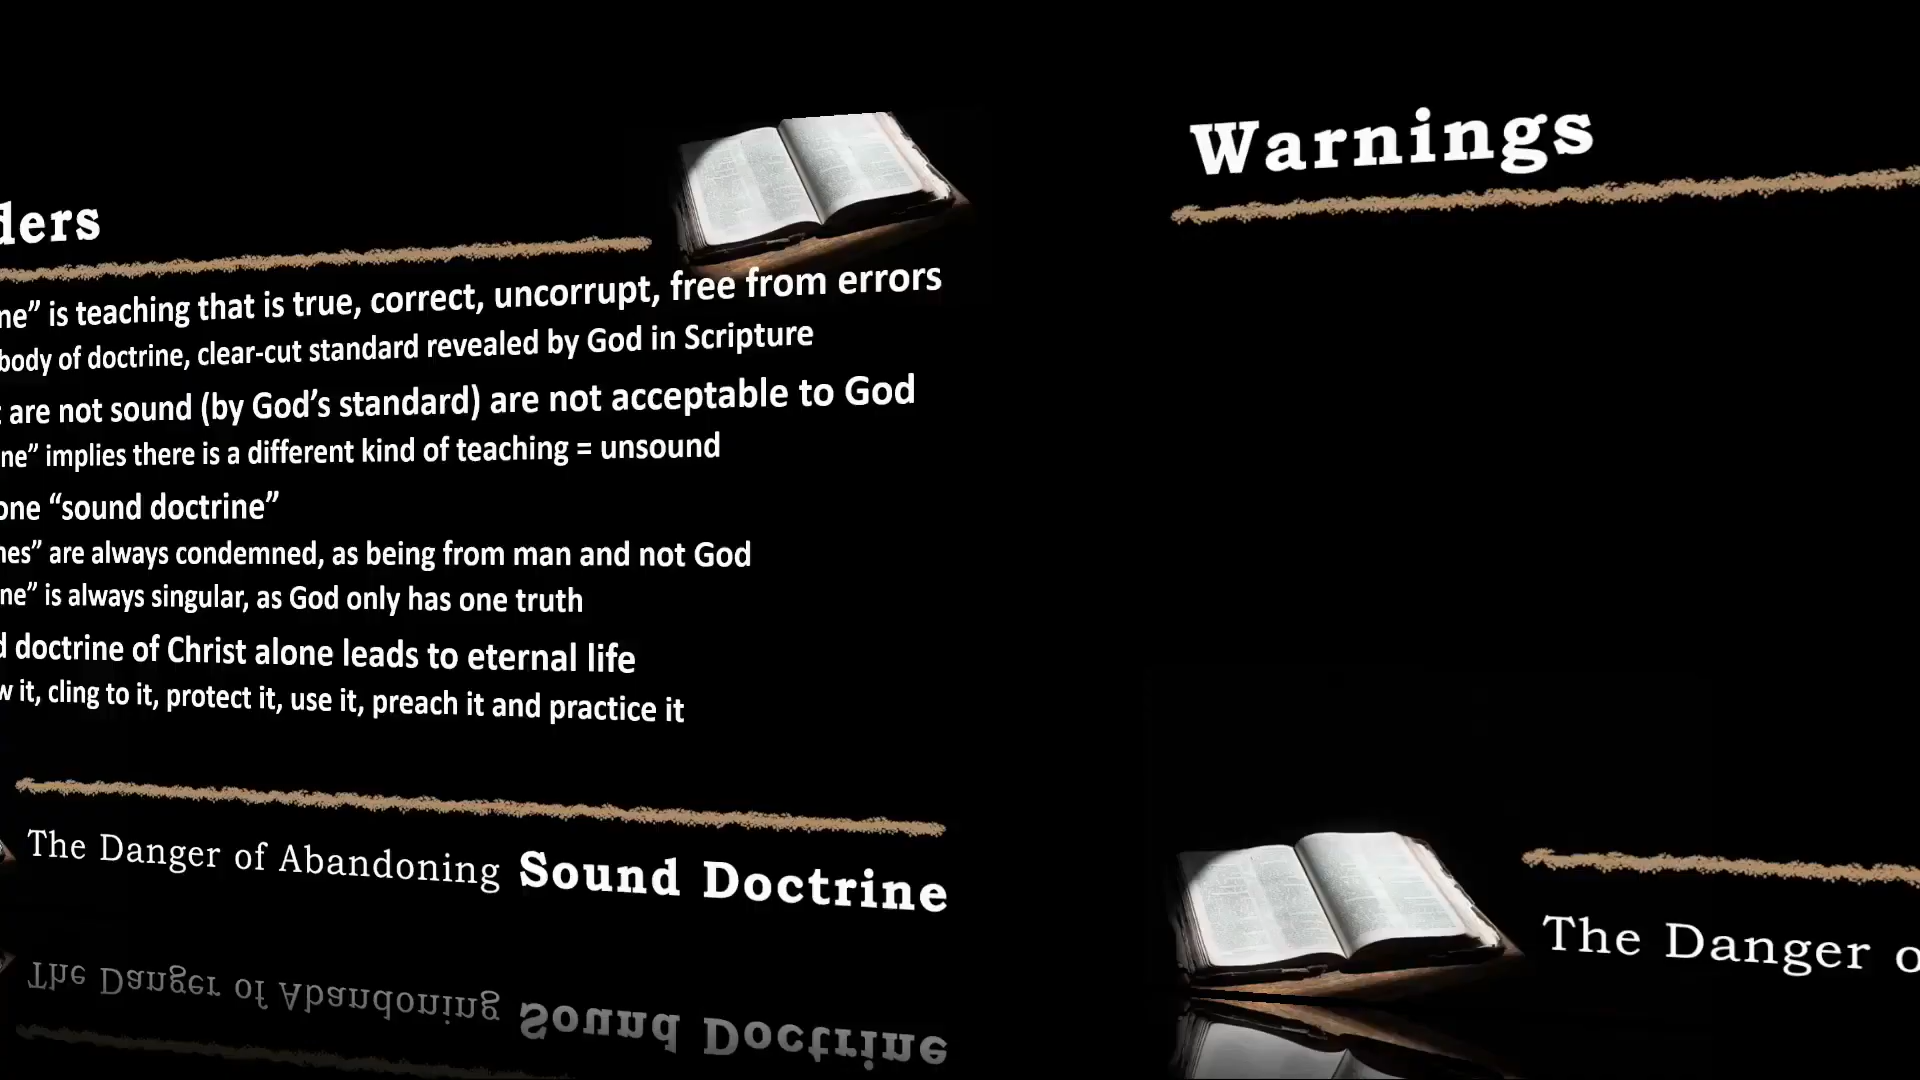 ders
ne” is teaching that is true, correct, uncorrupt, free from errors
body of doctrine, clear-cut standard revealed by God in Scripture
are not sound (by God’s standard) are not acceptable to God
ne” implies there is a different kind of teaching = unsound
one “sound doctrine”
nes” are always condemned, as being from man and not God
ne” is always singular, as God only has one truth
d doctrine of Christ alone leads to eternal life
w it, cling to it, protect it, use it, preach it and practice it
The Danger of Abandoning Sound Doctrine
Warnings
The Danger o